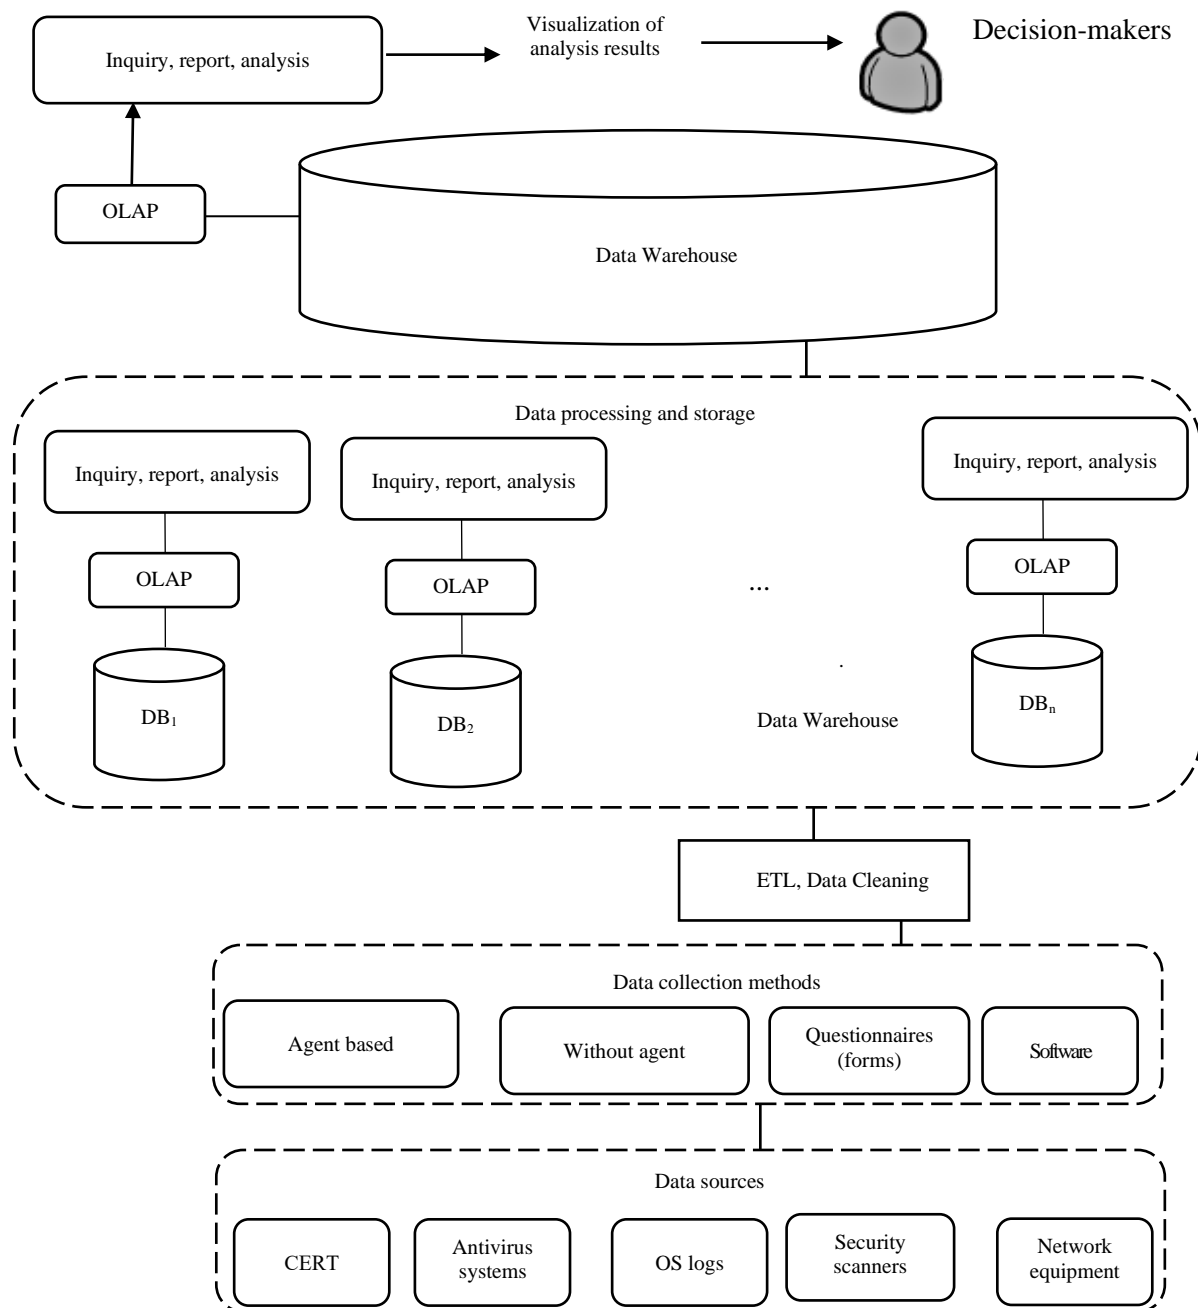 Inquiry, report, analysis
Visualization of
analysis results
Decision-makers
OLAP
Data Warehouse
Data processing and storage
Inquiry, report, analysis
Inquiry, report, analysis
Inquiry, report, analysis
OLAP
OLAP
...
OLAP
.
DB₁
DB₂
Data Warehouse
DBₙ
ETL, Data Cleaning
Data collection methods
Agent based
Without agent
Questionnaires
(forms)
Software
Data sources
CERT
Antivirus
systems
OS logs
Security
scanners
Network
equipment